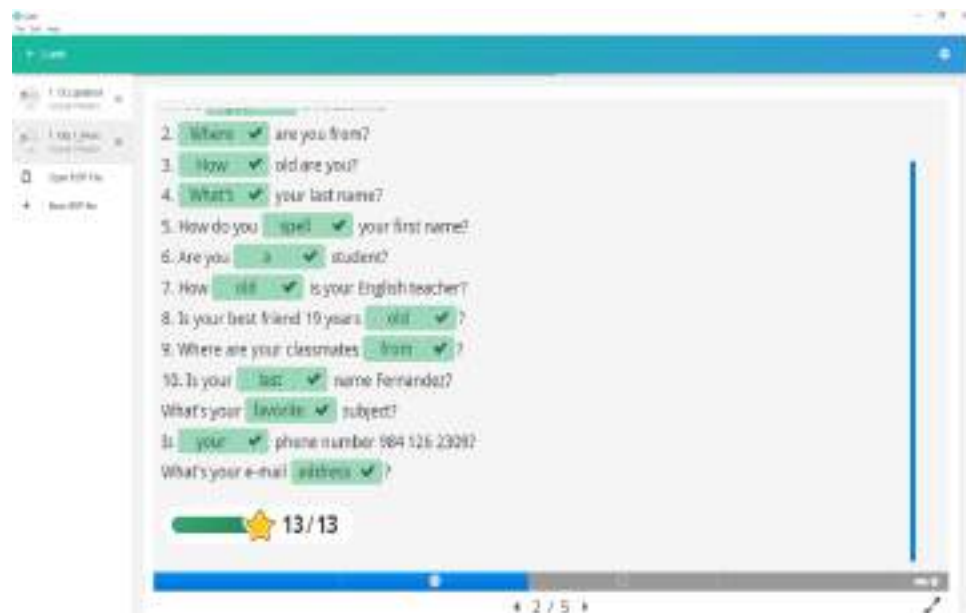 2. Where ✔ are you from?
3. How ✔ old are you?
4. What's ✔ your last name?
5. How do you spell ✔ your first name?
6. Are you a ✔ student?
7. How old ✔ is your English teacher?
8. Is your best friend 19 years old ✔ ?
9. Where are your classmates from ✔ ?
10. Is your last ✔ name Fernandez?
What's your favorite ✔ subject?
Is your ✔ phone number 984 126 2309?
What's your e-mail address ✔ ?
13/13
2 / 5